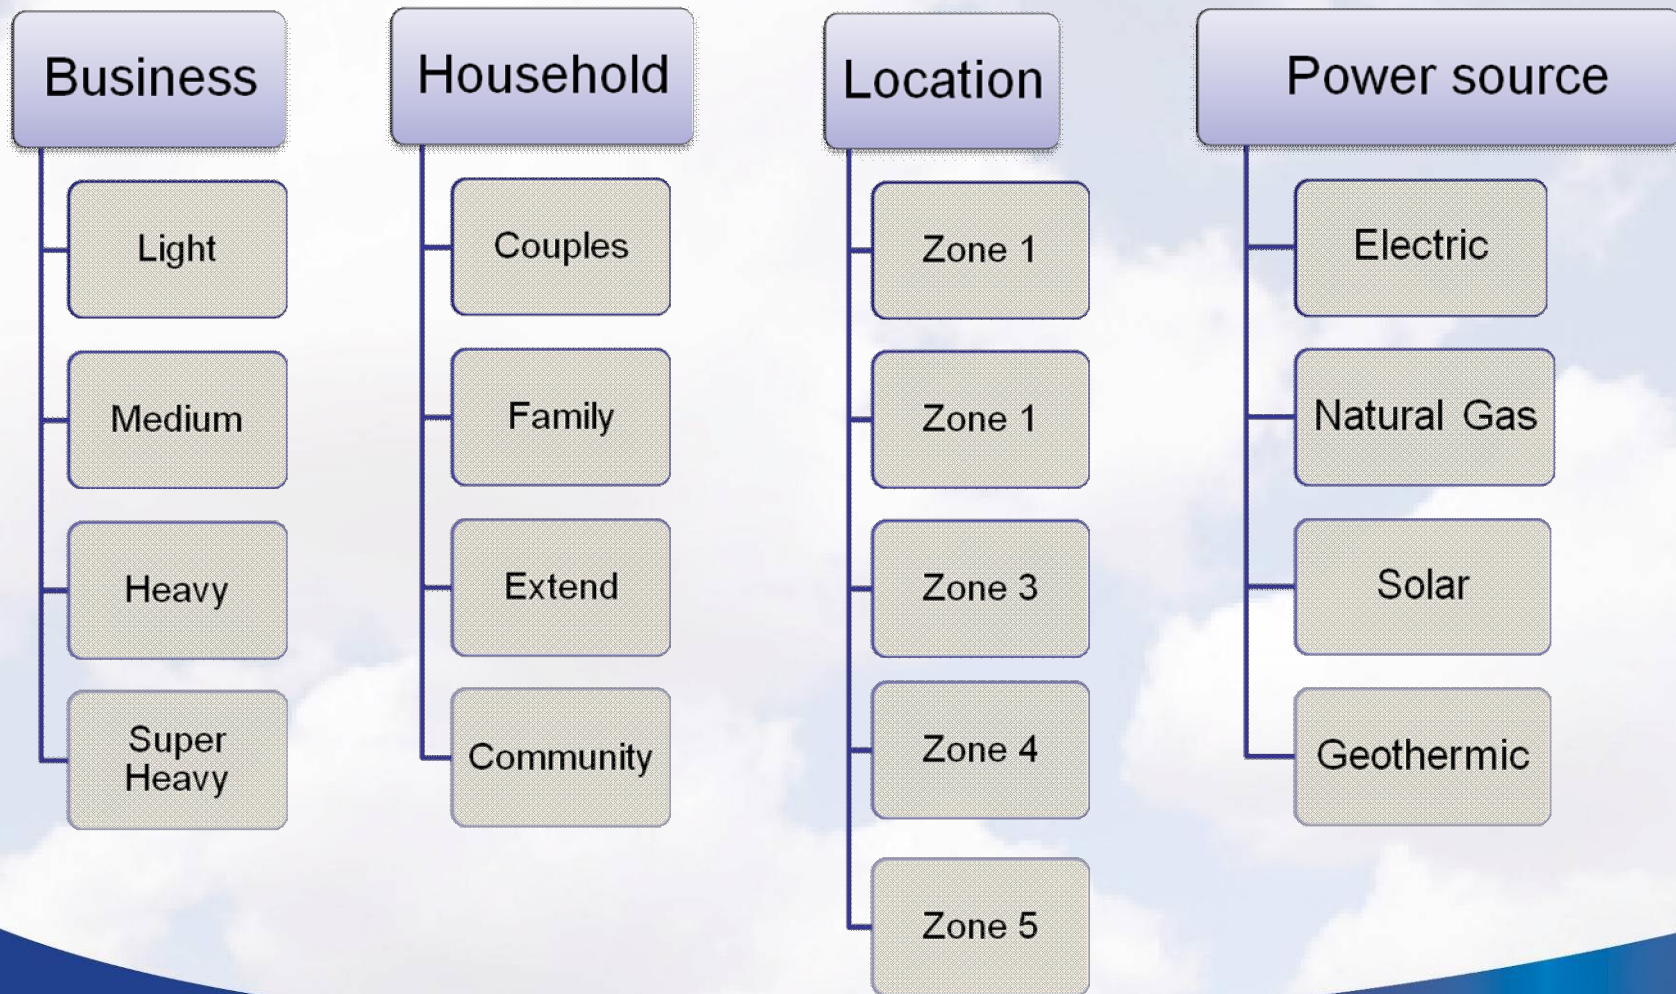 Business
Light
Medium
Heavy
Super
Heavy
Household
Couples
Family
Extend
Community
Location
Zone 1
Zone 1
Zone 3
Zone 4
Zone 5
Power source
Electric
Natural Gas
Solar
Geothermic